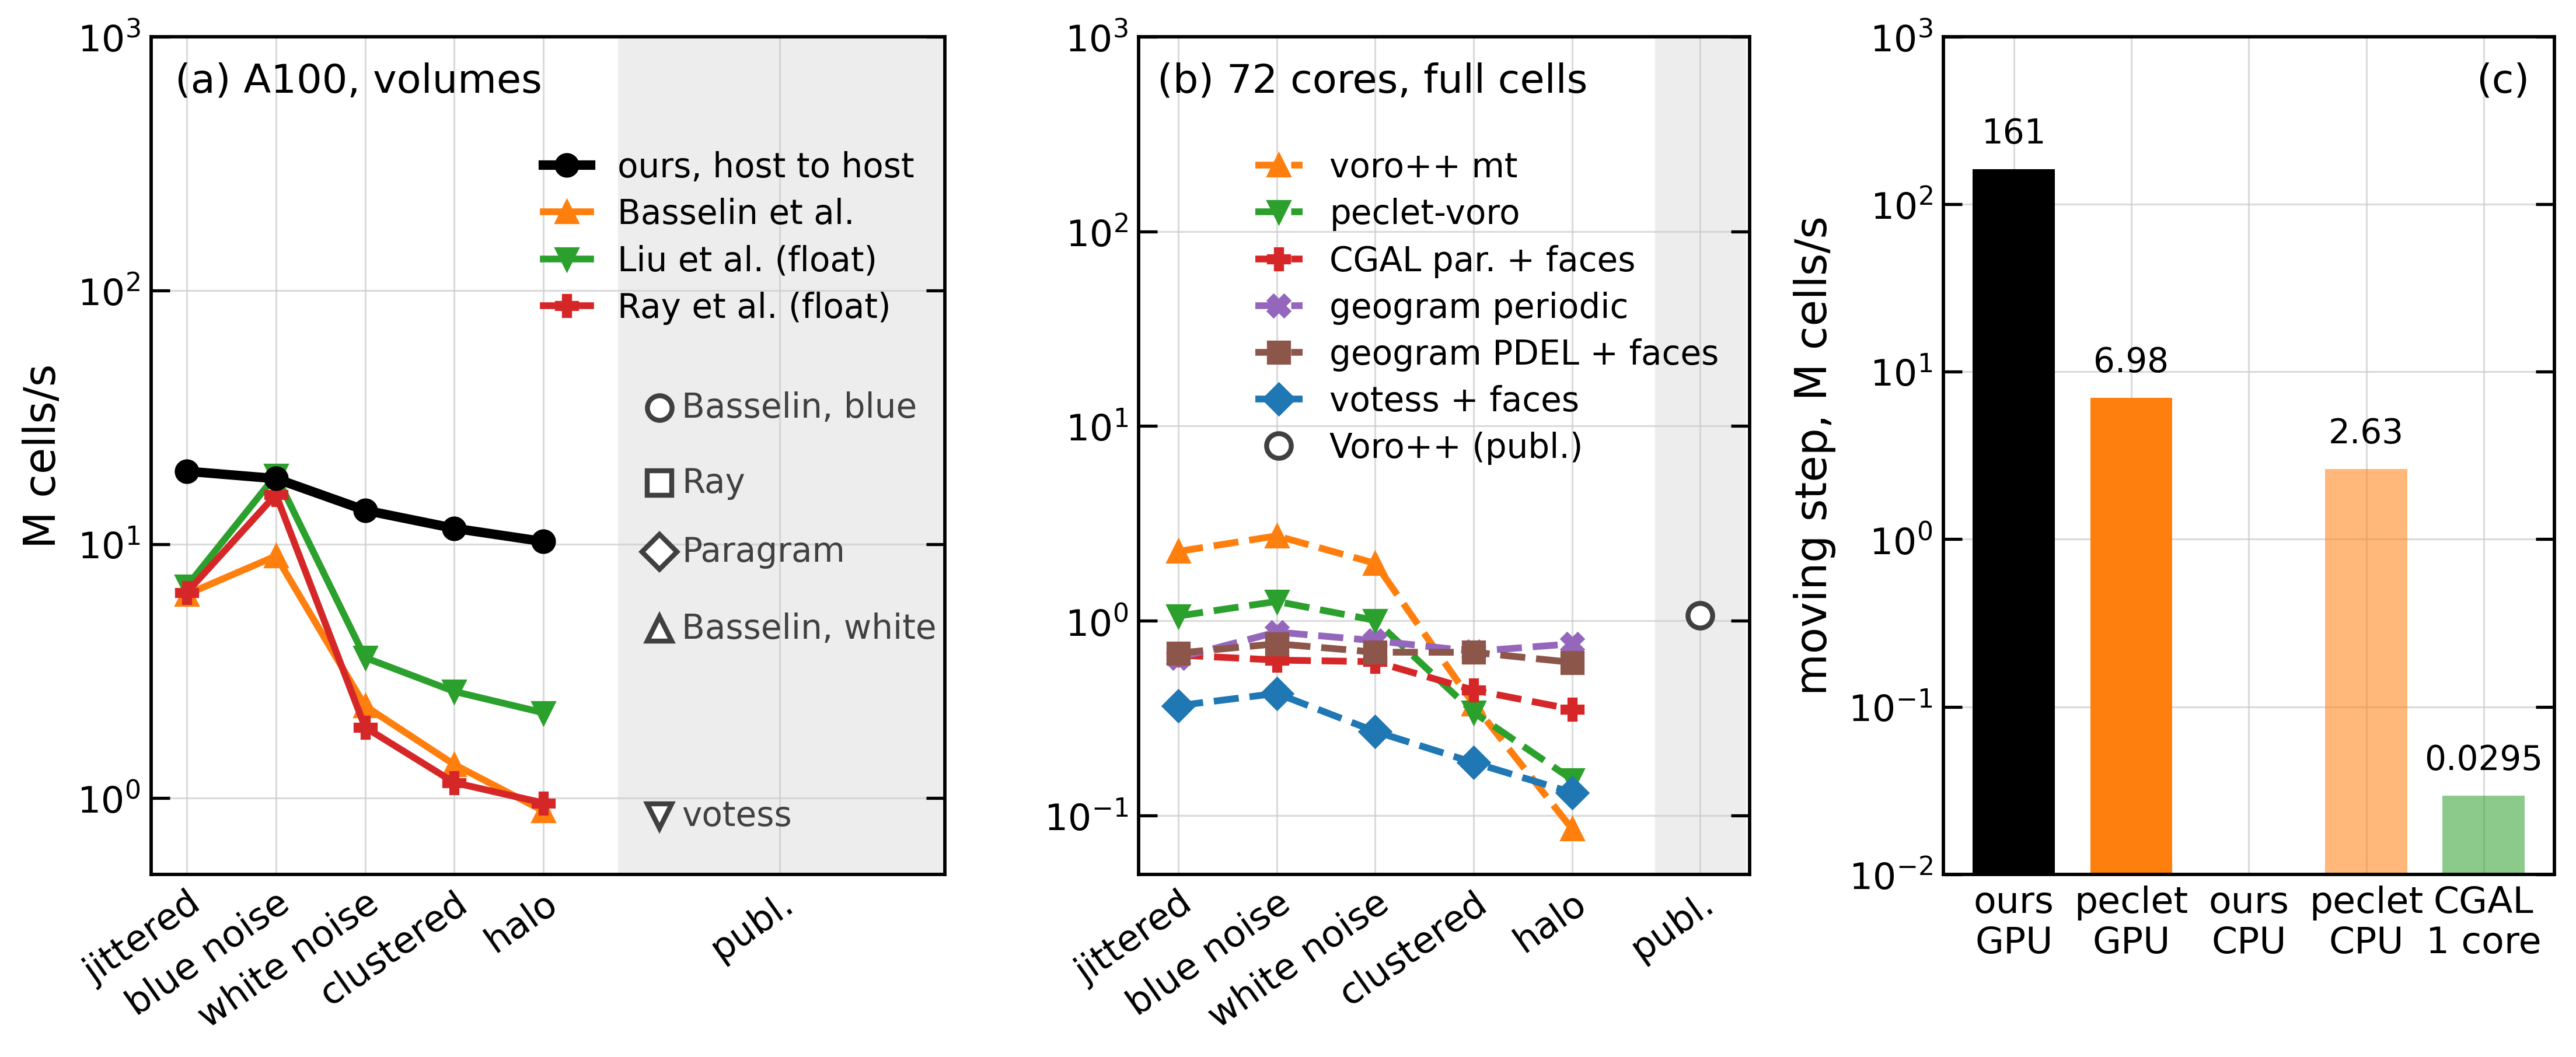 (a) A100, volumes
M cells/s
10³
10²
10¹
10⁰
ours, host to host
Basselin et al.
Liu et al. (float)
Ray et al. (float)
Basselin, blue
Ray
Paragram
Basselin, white
votess
jittered
blue noise
white noise
clustered
halo
publ.
(b) 72 cores, full cells
10³
10²
10¹
10⁰
10⁻¹
voro++ mt
peclet-voro
CGAL par. + faces
geogram periodic
geogram PDEL + faces
votess + faces
Voro++ (publ.)
jittered
blue noise
white noise
clustered
halo
publ.
(c)
moving step, M cells/s
10³
10²
10¹
10⁰
10⁻¹
10⁻²
161
6.98
2.63
0.0295
ours
GPU
peclet
GPU
ours
CPU
peclet
CPU
CGAL
1 core